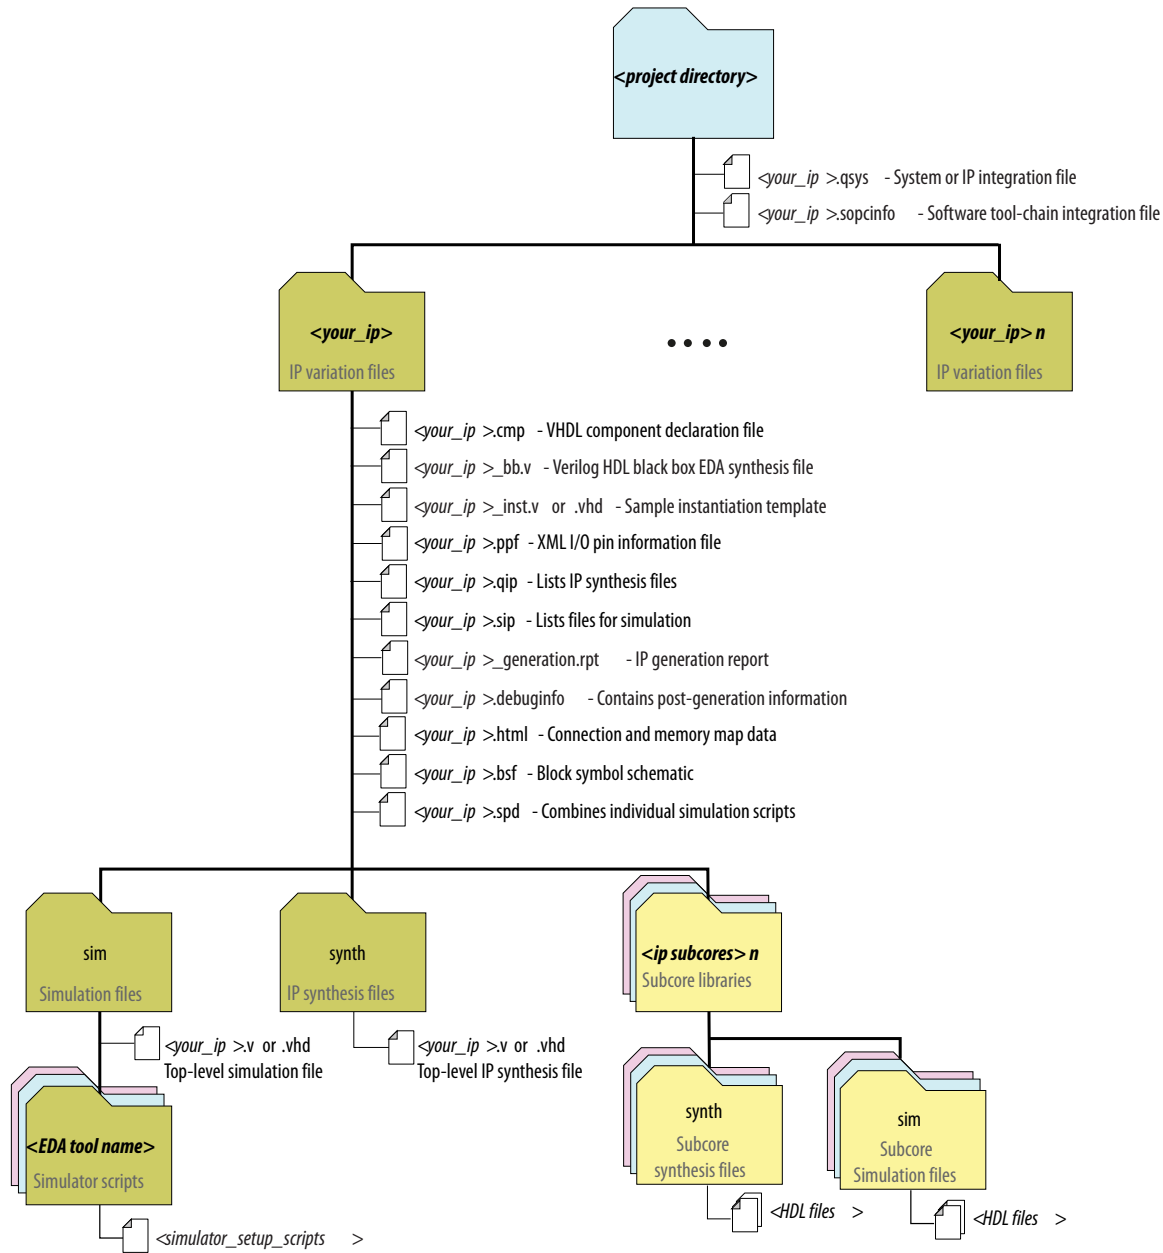 <project directory>
<your_ip >.qsys - System or IP integration file
<your_ip >.sopcinfo - Software tool-chain integration file
<your_ip>
IP variation files
<your_ip> n
IP variation files
<your_ip >.cmp - VHDL component declaration file
<your_ip >_bb.v - Verilog HDL black box EDA synthesis file
<your_ip >_inst.v or .vhd - Sample instantiation template
<your_ip >.ppf - XML I/O pin information file
<your_ip >.qip - Lists IP synthesis files
<your_ip >.sip - Lists files for simulation
<your_ip >_generation.rpt - IP generation report
<your_ip >.debuginfo - Contains post-generation information
<your_ip >.html - Connection and memory map data
<your_ip >.bsf - Block symbol schematic
<your_ip >.spd - Combines individual simulation scripts
sim
Simulation files
synth
IP synthesis files
<ip subcores> n
Subcore libraries
<your_ip >.v or .vhd
Top-level simulation file
<your_ip >.v or .vhd
Top-level IP synthesis file
<EDA tool name>
Simulator scripts
synth
Subcore
synthesis files
sim
Subcore
Simulation files
<HDL files >
<HDL files >
<simulator_setup_scripts >